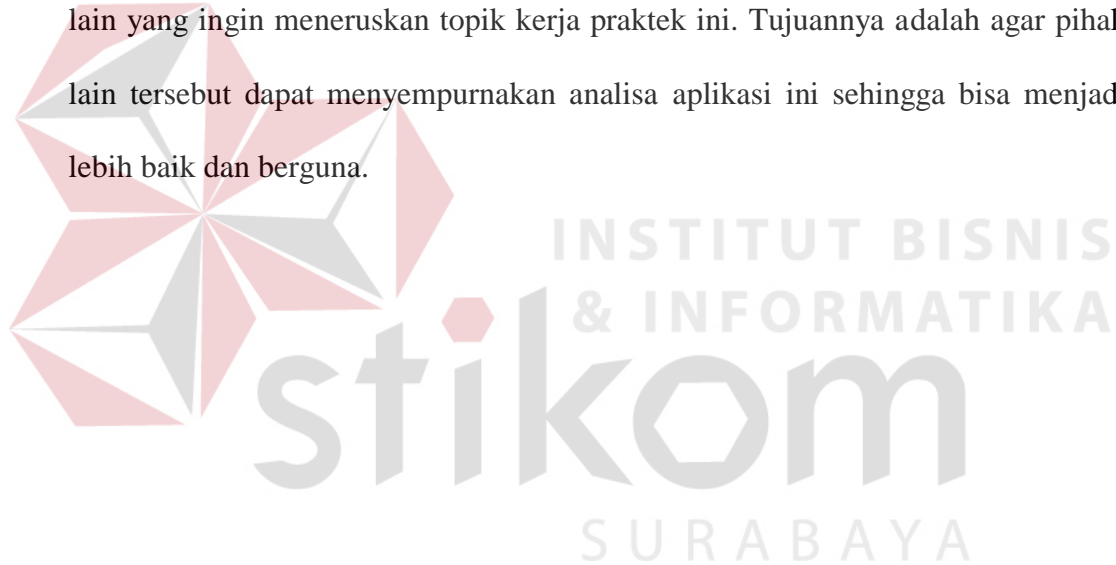 lain yang ingin meneruskan topik kerja praktek ini. Tujuannya adalah agar pihak
lain tersebut dapat menyempurnakan analisa aplikasi ini sehingga bisa menjad
lebih baik dan berguna.
INSTITUT BISNIS
& INFORMATIKA
stikom
SURABAYA